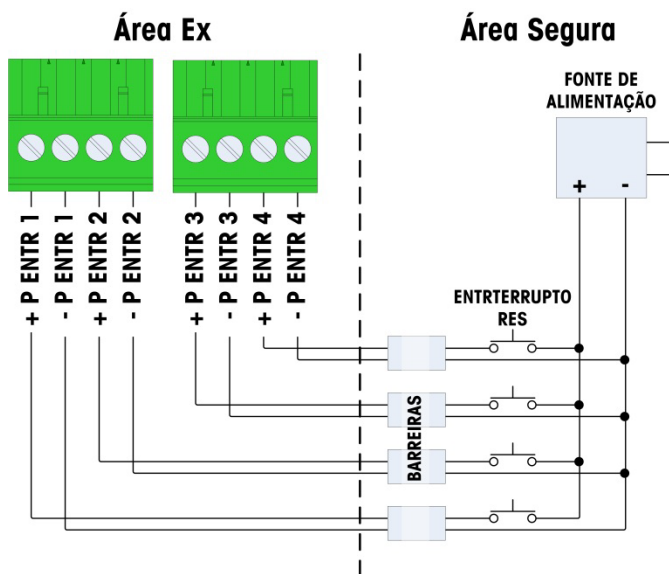 Área Ex
Área Segura
FONTE DE
ALIMENTAÇÃO
+ -
+ P ENTR 1
- P ENTR 1
+ P ENTR 2
- P ENTR 2
+ P ENTR 3
- P ENTR 3
+ P ENTR 4
- P ENTR 4
ENTRTERRUPTO
RES
BARREIRAS